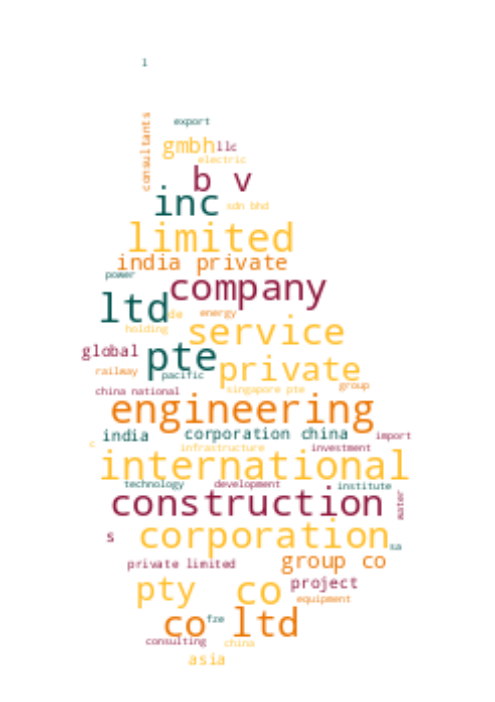 l
export
consultants
gmbh llc
electric
b v
inc sdn bhd
limited
india private
power
company
ltd de energy
holding service
global pte
railway pacific private
china national singapore pte group
engineering
india corporation china import
c infrastructure investment
international
technology development institute
construction water
s corporation sa
private limited group co
pty co project
equipment
co ltd fze
consulting china
asia